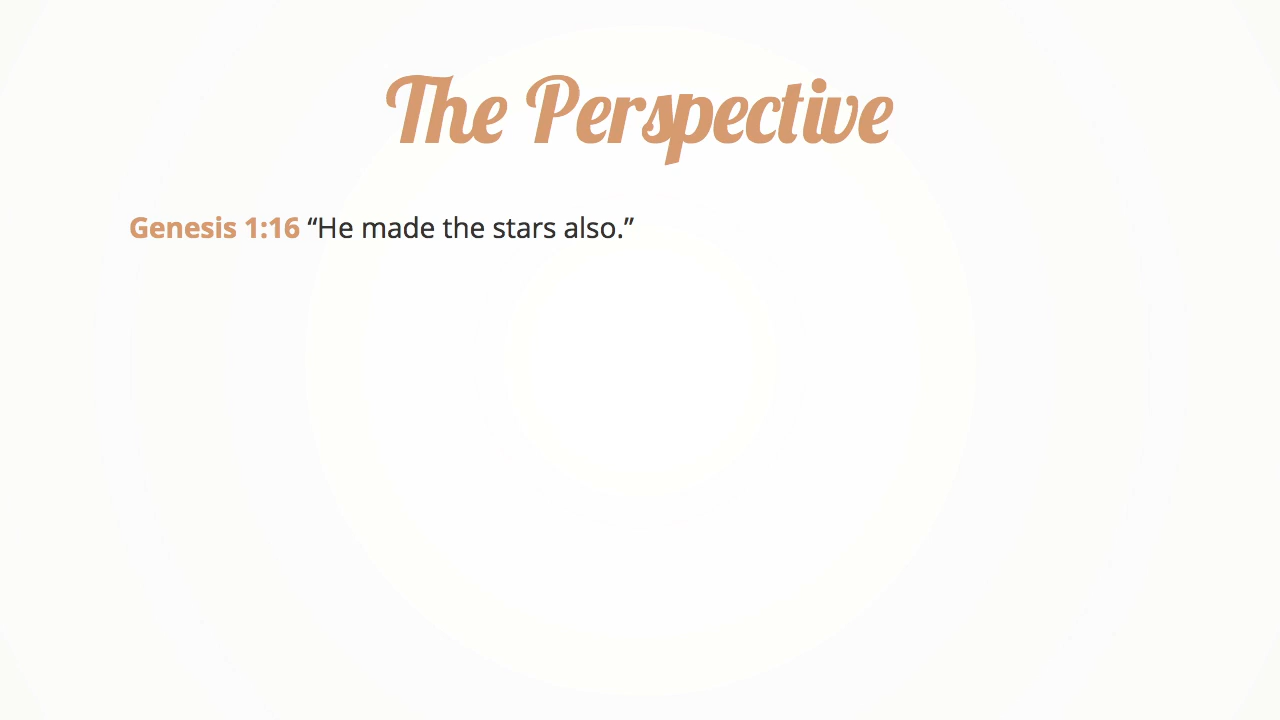 The Perspective
Genesis 1:16 “He made the stars also.”